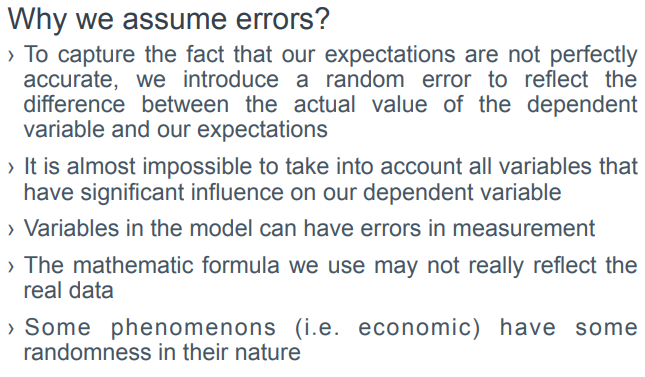 Why we assume errors?
› To capture the fact that our expectations are not perfectly
accurate, we introduce a random error to reflect the
difference between the actual value of the dependent
variable and our expectations
› It is almost impossible to take into account all variables that
have significant influence on our dependent variable
› Variables in the model can have errors in measurement
› The mathematic formula we use may not really reflect the
real data
› Some phenomenons (i.e. economic) have some
randomness in their nature